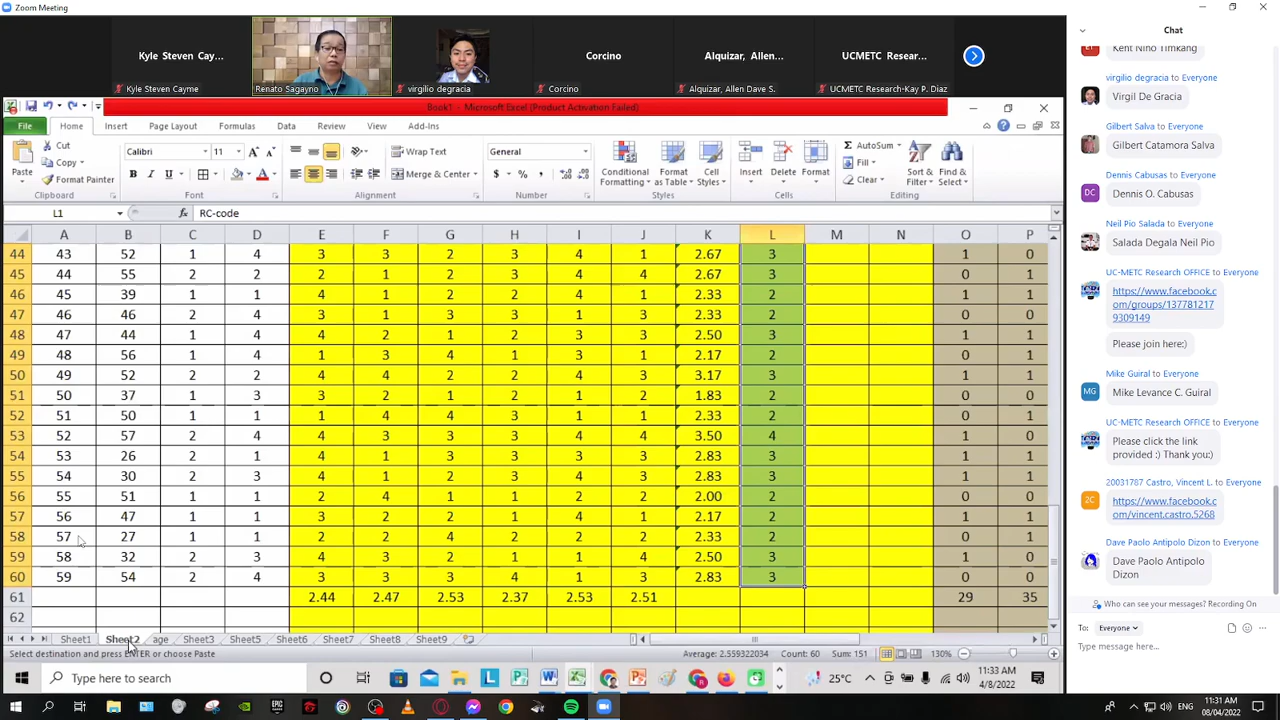 Zoom Meeting
Kyle Steven Cay...
Corcino
Alquizar, Allen...
UCMETC Resear...
Kyle Steven Cayme
Renato Sagayno
virgilio degracia
Corcino
Alquizar, Allen Dave S.
UCMETC Research-Kay P. Diaz
Book1 - Microsoft Excel (Product Activation Failed)
File Home Insert Page Layout Formulas Data Review View Add-Ins
Paste
Cut
Copy
Format Painter
Calibri 11
B I U
Wrap Text
Merge & Center
General
$ % ,
Conditional Formatting
Format as Table
Cell Styles
Insert
Delete
Format
AutoSum
Fill
Clear
Sort & Filter
Find & Select
Clipboard Font Alignment Number Styles Cells Editing
L1 fx RC-code
A B C D E F G H I J K L M N O P
44 43 52 1 4 3 3 2 3 4 1 2.67 3 1 0
45 44 55 2 2 2 1 2 3 4 4 2.67 3 0 1
46 45 39 1 1 4 1 2 2 4 1 2.33 2 1 1
47 46 46 2 4 3 1 3 3 1 3 2.33 2 0 0
48 47 44 1 4 4 2 1 2 3 3 2.50 3 1 1
49 48 56 1 4 1 3 4 1 3 1 2.17 2 0 1
50 49 52 2 2 4 4 2 2 4 3 3.17 3 1 1
51 50 37 1 3 3 2 1 2 1 2 1.83 2 0 1
52 51 50 1 1 1 4 4 3 1 1 2.33 2 0 1
53 52 57 2 4 4 3 3 3 4 4 3.50 4 1 0
54 53 26 2 1 4 1 3 3 3 3 2.83 3 1 1
55 54 30 2 3 4 1 2 3 4 3 2.83 3 1 1
56 55 51 1 1 2 4 1 1 2 2 2.00 2 0 0
57 56 47 1 1 3 2 2 1 4 1 2.17 2 1 1
58 57 27 1 1 2 2 4 2 2 2 2.33 2 0 1
59 58 32 2 3 4 3 2 1 1 4 2.50 3 1 0
60 59 54 2 4 3 3 3 4 1 3 2.83 3 0 0
61 2.44 2.47 2.53 2.37 2.53 2.51 29 35
62
Sheet1 Sheet2 age Sheet3 Sheet5 Sheet6 Sheet7 Sheet8 Sheet9
Select destination and press ENTER or choose Paste
Average: 2.559322034 Count: 60 Sum: 151 130%
Type here to search
25°C
11:33 AM
4/8/2022
Chat
Kent Nino Timkang
virgilio degracia to Everyone
Virgil De Gracia
Gilbert Salva to Everyone
Gilbert Catamora Salva
Dennis Cabusas to Everyone
DC
Dennis O. Cabusas
Neil Pio Salada to Everyone
Salada Degala Neil Pio
UC-METC Research OFFICE to Everyone
https://www.facebook.c
om/groups/137781217
9309149
Please join here:)
Mike Guiral to Everyone
MG
Mike Levance C. Guiral
UC-METC Research OFFICE to Everyone
Please click the link
provided :) Thank you:)
20031787 Castro, Vincent L. to Everyone
2C
https://www.facebook.c
om/vincent.castro.5268
Dave Paolo Antipolo Dizon to Everyone
Dave Paolo Antipolo
Dizon
Who can see your messages? Recording On
To: Everyone
Type message here...
EPIC
ENG
11:31 AM
08/04/2022